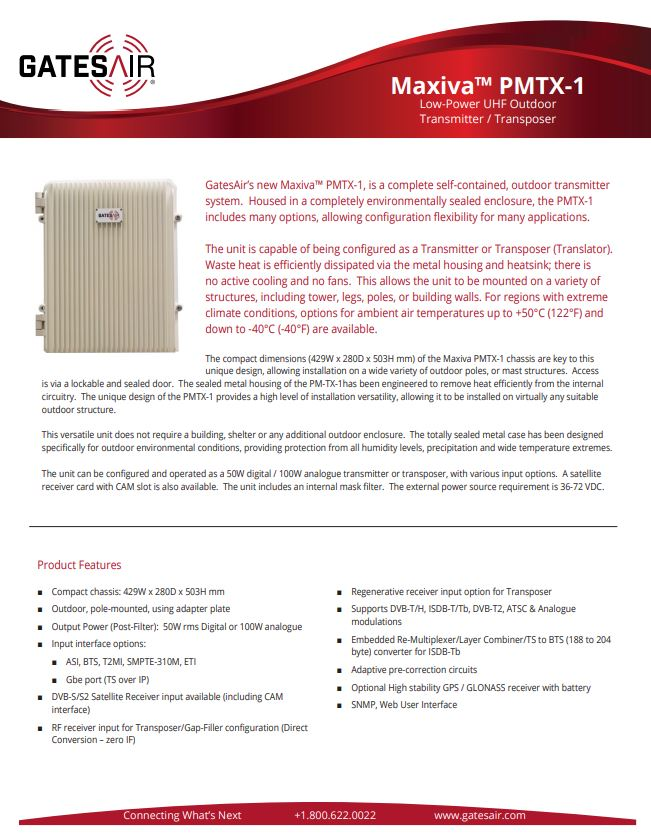 GATESAIR®
Maxiva™ PMTX-1
Low-Power UHF Outdoor
Transmitter / Transposer
GATESAIR
GatesAir’s new Maxiva™ PMTX-1, is a complete self-contained, outdoor transmitter
system. Housed in a completely environmentally sealed enclosure, the PMTX-1
includes many options, allowing configuration flexibility for many applications.
The unit is capable of being configured as a Transmitter or Transposer (Translator).
Waste heat is efficiently dissipated via the metal housing and heatsink; there is
no active cooling and no fans. This allows the unit to be mounted on a variety of
structures, including tower, legs, poles, or building walls. For regions with extreme
climate conditions, options for ambient air temperatures up to +50°C (122°F) and
down to -40°C (-40°F) are available.
The compact dimensions (429W x 280D x 503H mm) of the Maxiva PMTX-1 chassis are key to this
unique design, allowing installation on a wide variety of outdoor poles, or mast structures. Access
is via a lockable and sealed door. The sealed metal housing of the PM-TX-1has been engineered to remove heat efficiently from the internal
circuitry. The unique design of the PMTX-1 provides a high level of installation versatility, allowing it to be installed on virtually any suitable
outdoor structure.
This versatile unit does not require a building, shelter or any additional outdoor enclosure. The totally sealed metal case has been designed
specifically for outdoor environmental conditions, providing protection from all humidity levels, precipitation and wide temperature extremes.
The unit can be configured and operated as a 50W digital / 100W analogue transmitter or transposer, with various input options. A satellite
receiver card with CAM slot is also available. The unit includes an internal mask filter. The external power source requirement is 36-72 VDC.
Product Features
■ Compact chassis: 429W x 280D x 503H mm
■ Outdoor, pole-mounted, using adapter plate
■ Output Power (Post-Filter): 50W rms Digital or 100W analogue
■ Input interface options:
■ ASI, BTS, T2MI, SMPTE-310M, ETI
■ Gbe port (TS over IP)
■ DVB-S/S2 Satellite Receiver input available (including CAM
interface)
■ RF receiver input for Transposer/Gap-Filler configuration (Direct
Conversion – zero IF)
■ Regenerative receiver input option for Transposer
■ Supports DVB-T/H, ISDB-T/Tb, DVB-T2, ATSC & Analogue
modulations
■ Embedded Re-Multiplexer/Layer Combiner/TS to BTS (188 to 204
byte) converter for ISDB-Tb
■ Adaptive pre-correction circuits
■ Optional High stability GPS / GLONASS receiver with battery
■ SNMP, Web User Interface
Connecting What’s Next +1.800.622.0022 www.gatesair.com